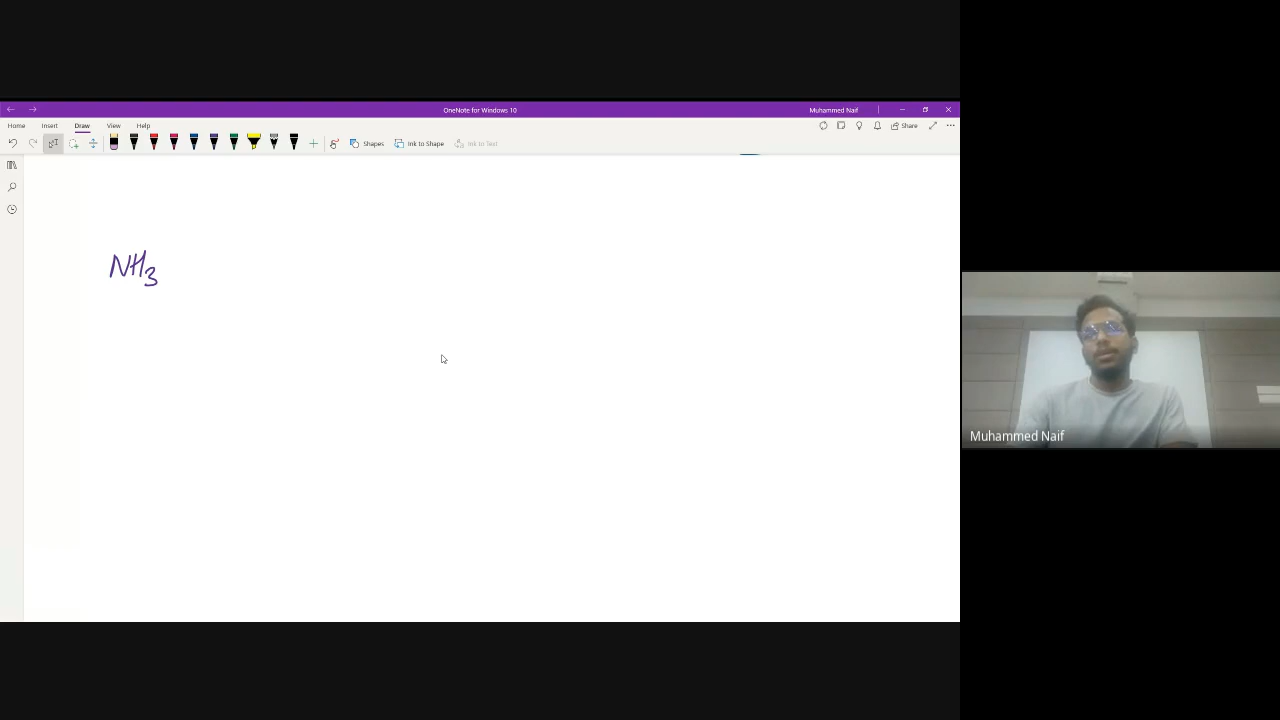 OneNote for Windows 10
Muhammed Naif
Home Insert Draw View Help
Shapes Ink to Shape Ink to Text Share
NH₃
Muhammed Naif